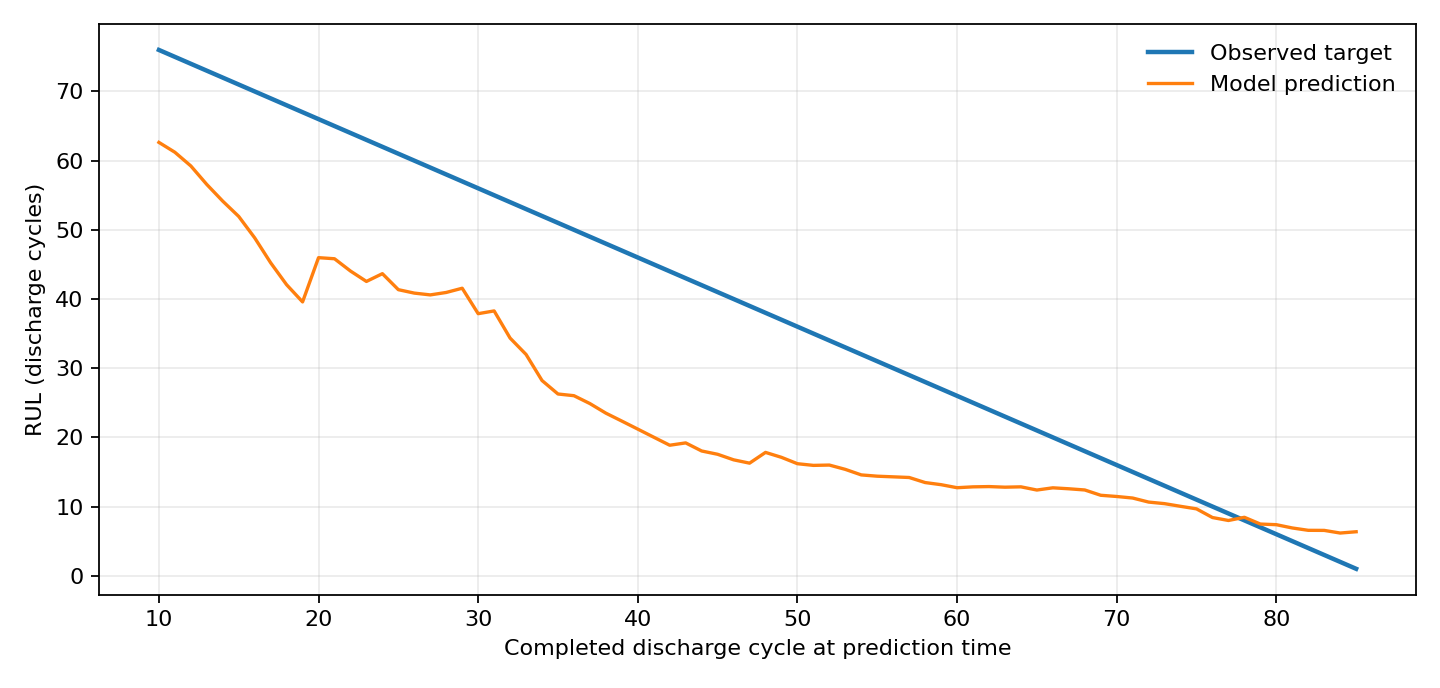 Observed target
Model prediction
RUL (discharge cycles)
70
60
50
40
30
20
10
0
10 20 30 40 50 60 70 80
Completed discharge cycle at prediction time